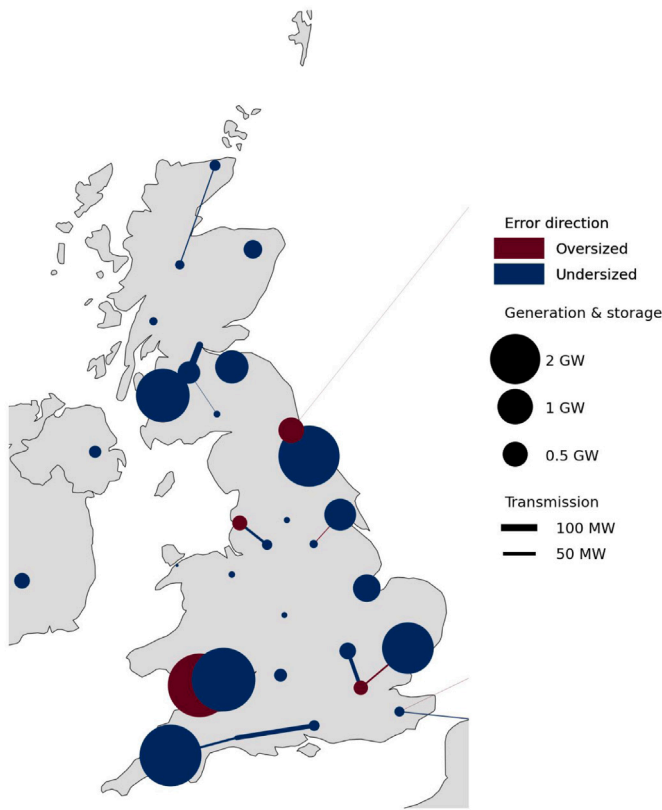 Error direction
Oversized
Undersized
Generation & storage
2 GW
1 GW
0.5 GW
Transmission
100 MW
50 MW